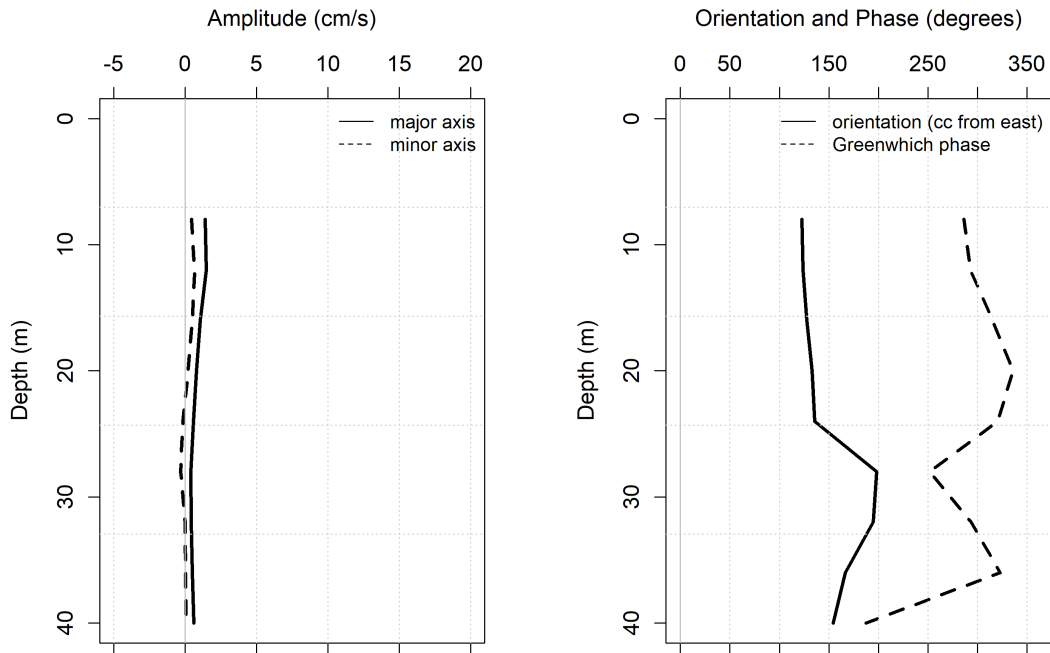 Amplitude (cm/s)
-5 0 5 10 15 20
major axis
minor axis
Depth (m)
0
10
20
30
40
Orientation and Phase (degrees)
0 50 150 250 350
orientation (cc from east)
Greenwhich phase
Depth (m)
0
10
20
30
40